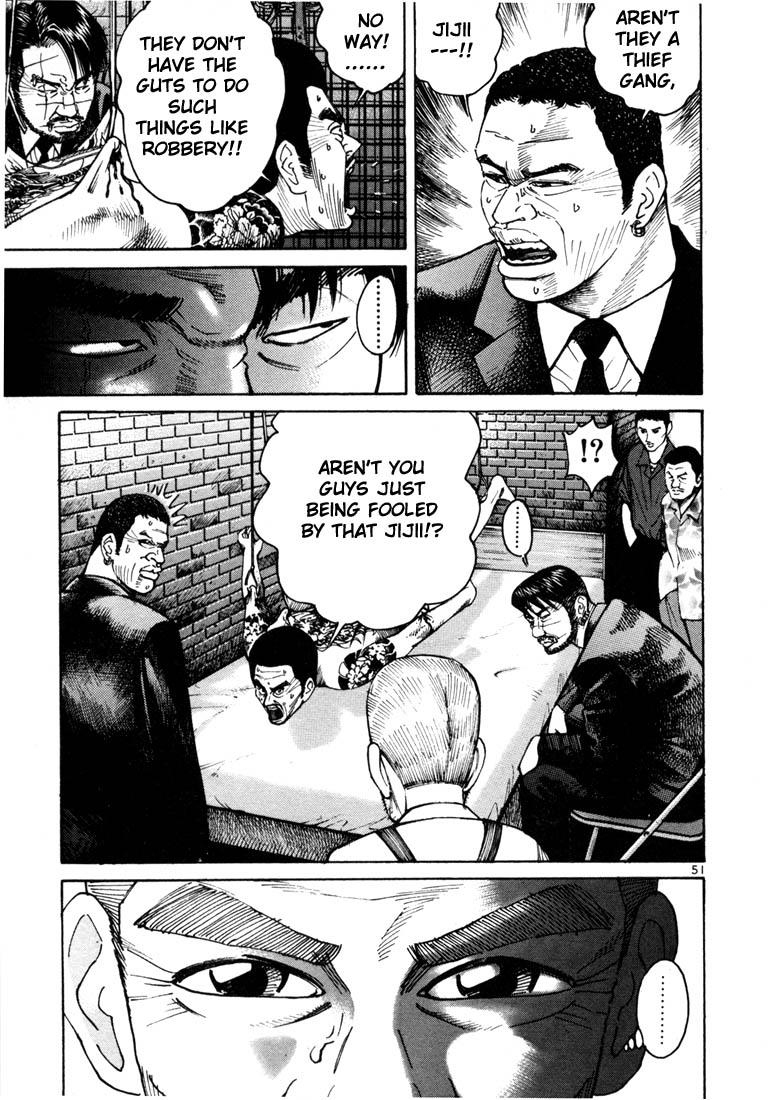 AREN'T
THEY A
THIEF
GANG,
JIJII
---!!
NO
WAY!
......
THEY DON'T
HAVE THE
GUTS TO DO
SUCH
THINGS LIKE
ROBBERY!!
.......
!?
AREN'T YOU
GUYS JUST
BEING FOOLED
BY THAT JIJII!?
.......
51
.......